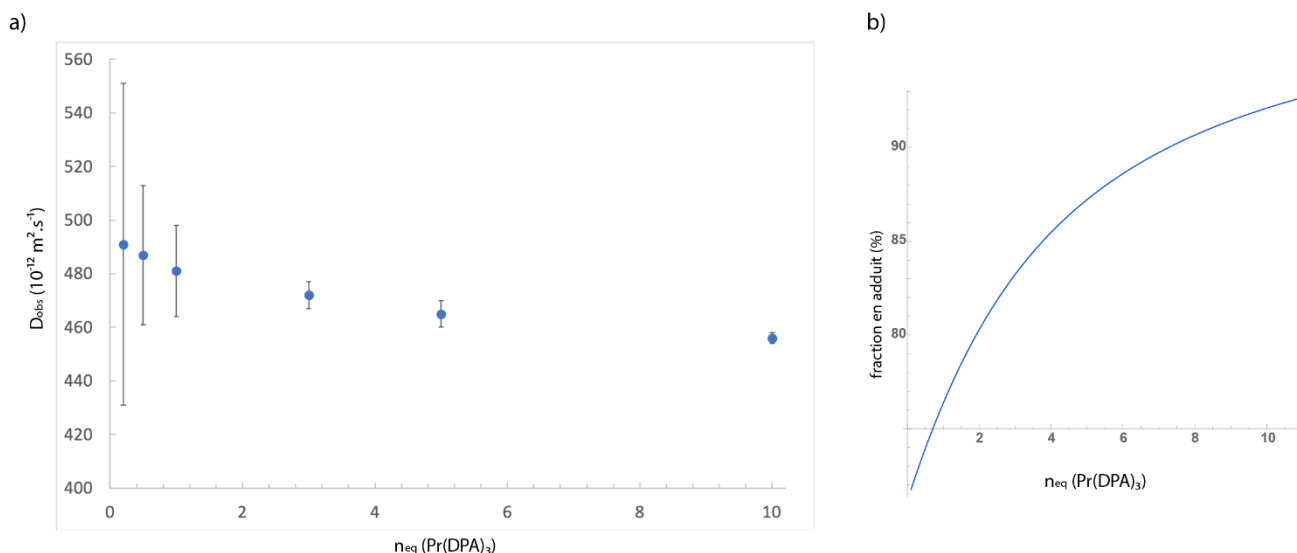 a)
560
540
520
500
480
460
440
420
400
Dobs (10⁻¹² m².s⁻¹)
0 2 4 6 8 10
neq (Pr(DPA)₃)
b)
90
85
80
fraction en adduit (%)
2 4 6 8 10
neq (Pr(DPA)₃)